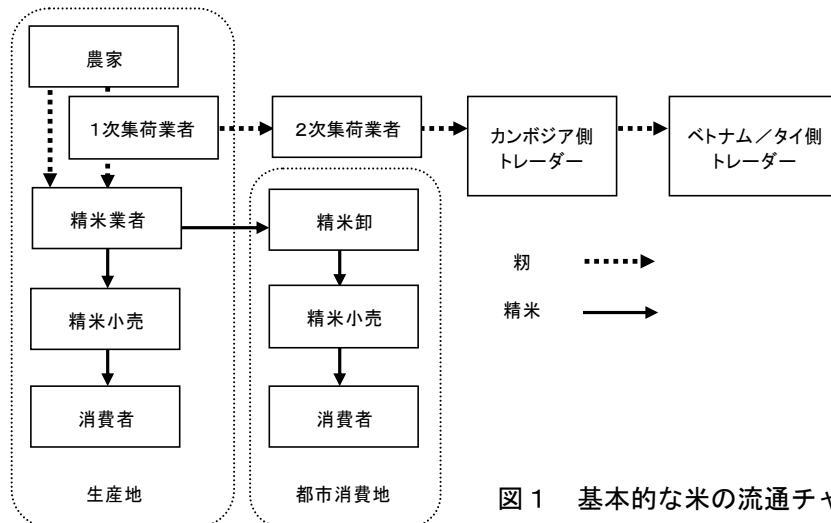 農家
1次集荷業者
2次集荷業者
カンボジア側
トレーダー
ベトナム／タイ側
トレーダー
精米業者
精米卸
籾
精米小売
精米小売
精米
消費者
消費者
生産地
都市消費地
図１　基本的な米の流通チャ